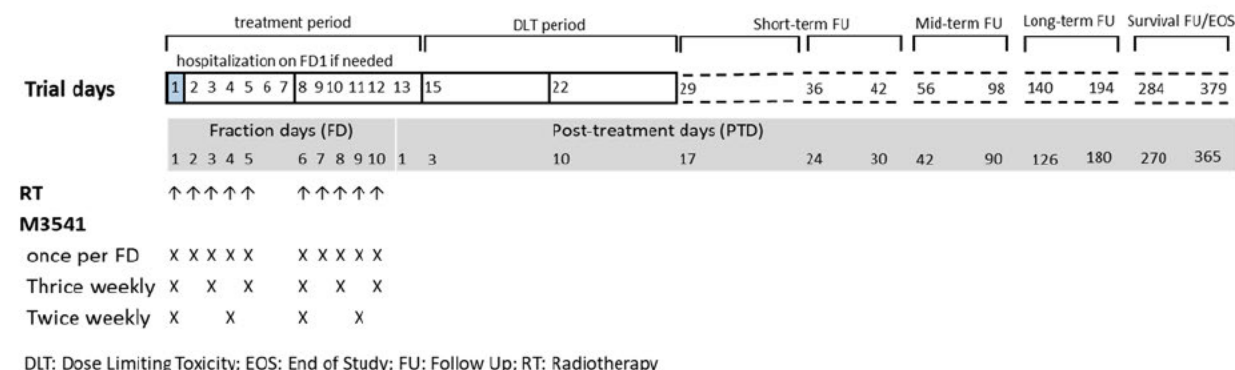 treatment period DLT period Short-term FU Mid-term FU Long-term FU Survival FU/EOS
hospitalization on FD1 if needed
Trial days 1 2 3 4 5 6 7 8 9 10 11 12 13 15 22 29 36 42 56 98 140 194 284 379
Fraction days (FD) Post-treatment days (PTD)
1 2 3 4 5 6 7 8 9 10 1 3 10 17 24 30 42 90 126 180 270 365
RT ↑ ↑ ↑ ↑ ↑ ↑ ↑ ↑ ↑ ↑
M3541
once per FD X X X X X X X X X X
Thrice weekly X X X X X X
Twice weekly X X X X
DLT: Dose Limiting Toxicity; EOS: End of Study; FU: Follow Up; RT: Radiotherapy